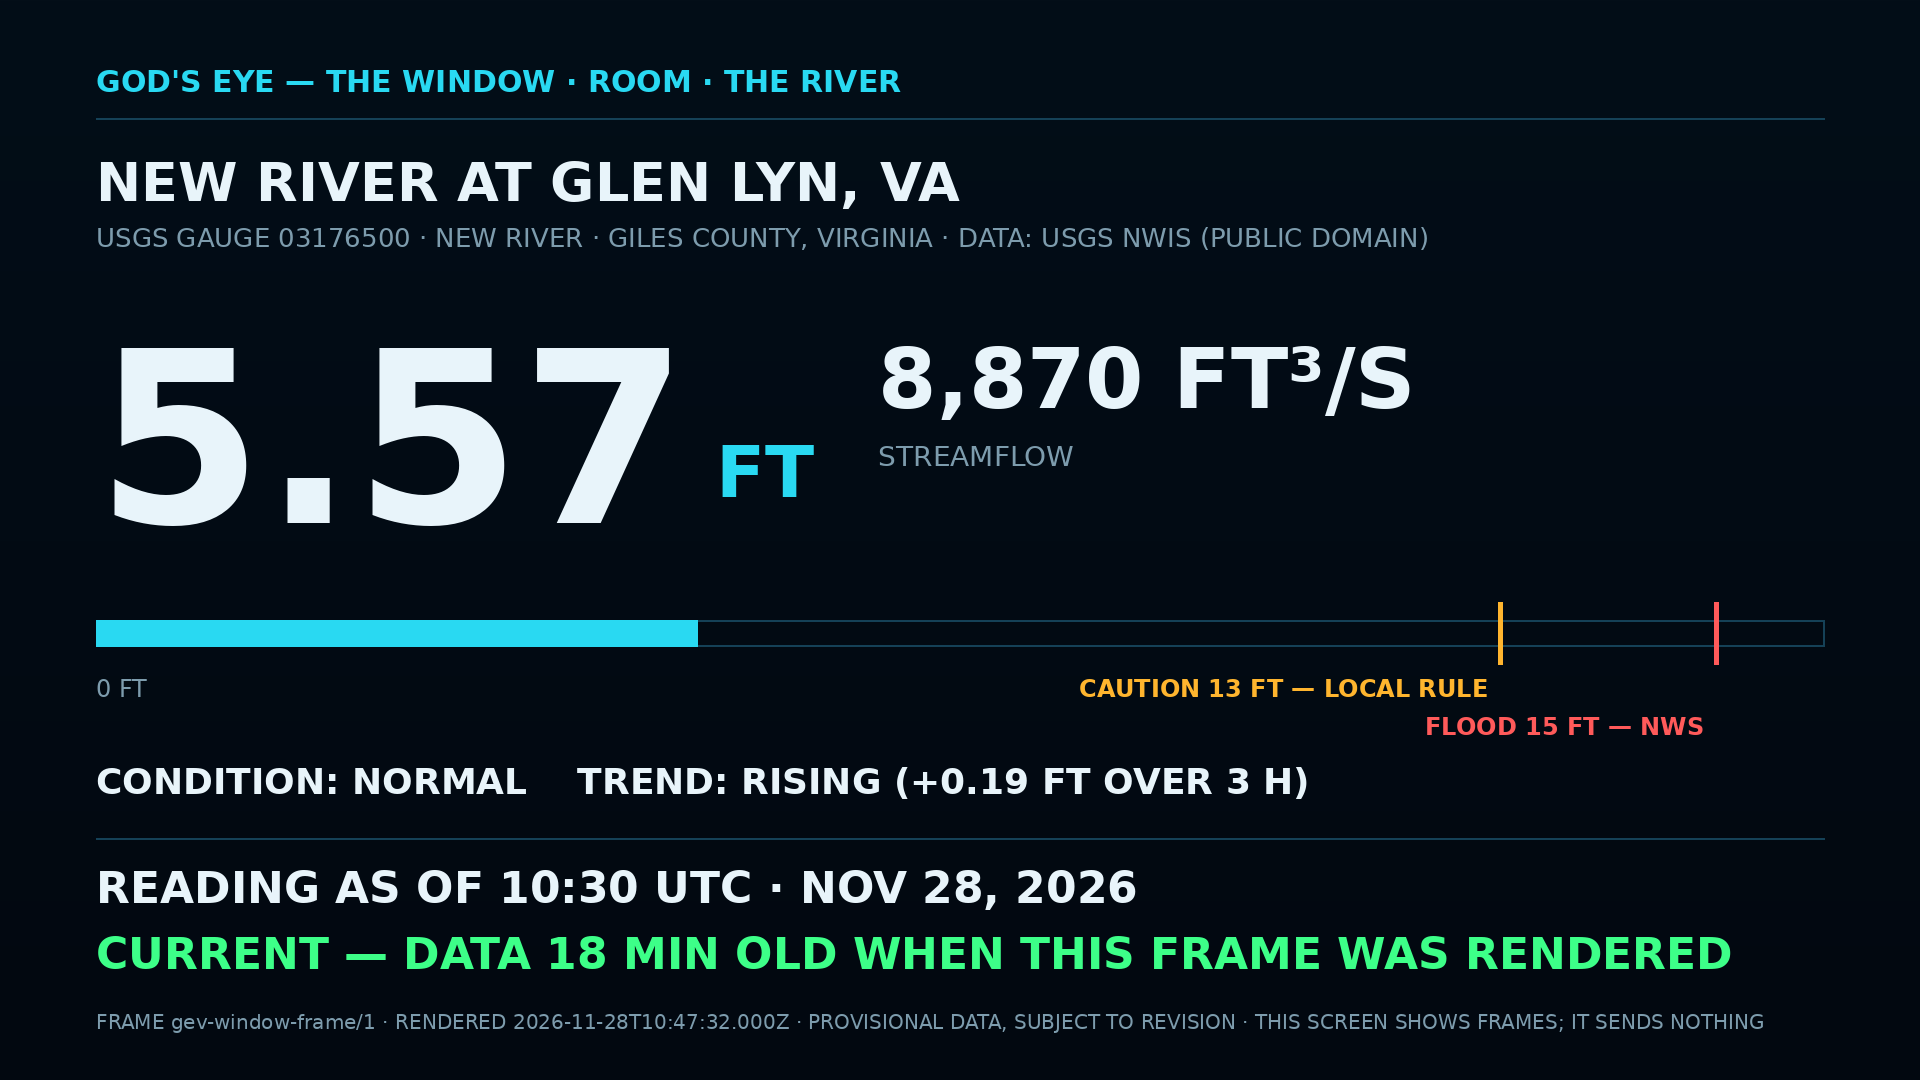 GOD'S EYE — THE WINDOW · ROOM · THE RIVER
NEW RIVER AT GLEN LYN, VA
USGS GAUGE 03176500 · NEW RIVER · GILES COUNTY, VIRGINIA · DATA: USGS NWIS (PUBLIC DOMAIN)
5.57 FT
8,870 FT³/S
STREAMFLOW
0 FT
CAUTION 13 FT — LOCAL RULE
FLOOD 15 FT — NWS
CONDITION: NORMAL TREND: RISING (+0.19 FT OVER 3 H)
READING AS OF 10:30 UTC · NOV 28, 2026
CURRENT — DATA 18 MIN OLD WHEN THIS FRAME WAS RENDERED
FRAME gev-window-frame/1 · RENDERED 2026-11-28T10:47:32.000Z · PROVISIONAL DATA, SUBJECT TO REVISION · THIS SCREEN SHOWS FRAMES; IT SENDS NOTHING